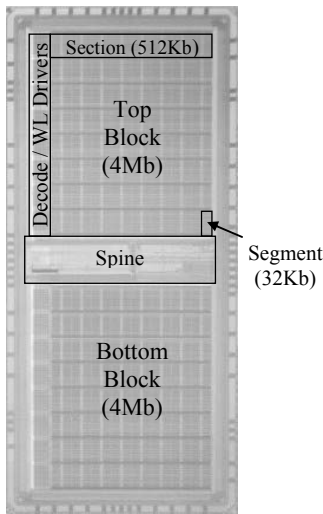 Section (512Kb)
Decode / WL Drivers
Top
Block
(4Mb)
Spine
Segment
(32Kb)
Bottom
Block
(4Mb)